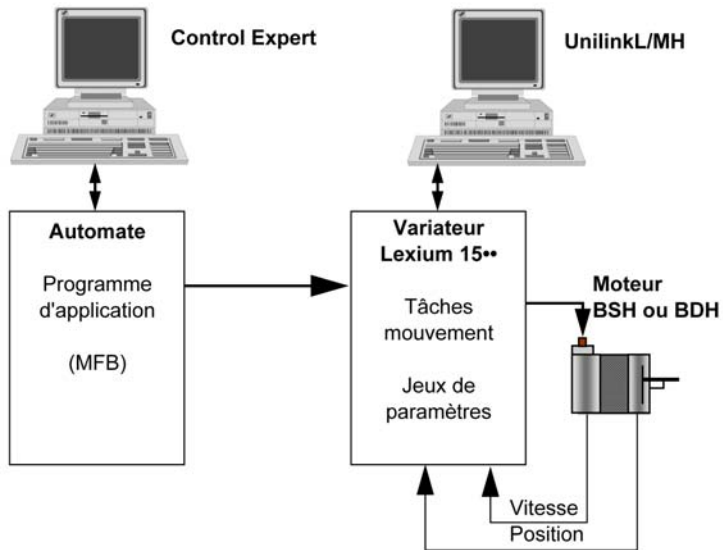 Control Expert
UnilinkL/MH
Automate
Programme
d'application
(MFB)
Variateur
Lexium 15••
Tâches
mouvement
Jeux de
paramètres
Moteur
BSH ou BDH
Vitesse
Position